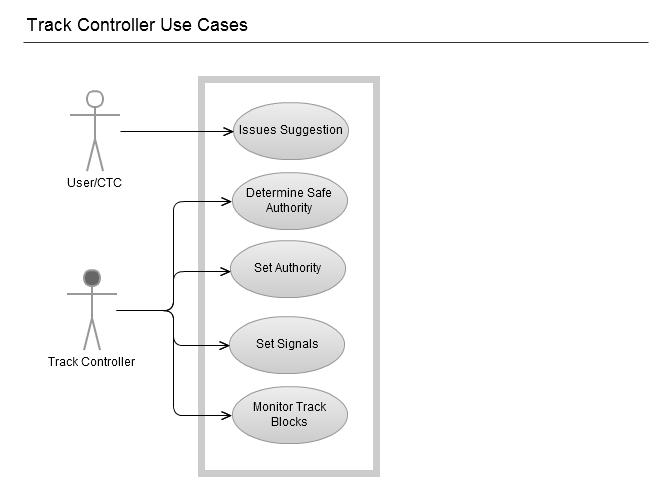 Track Controller Use Cases
Issues Suggestion
User/CTC
Determine Safe
Authority
Set Authority
Track Controller
Set Signals
Monitor Track
Blocks